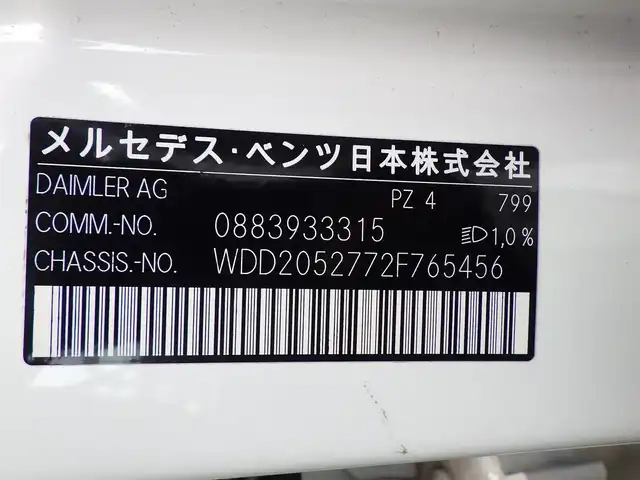 メルセデス・ベンツ日本株式会社
DAIMLER AG PZ 4 799
COMM.-NO. 0883933315 1,0 %
CHASSIS.-NO. WDD2052772F765456